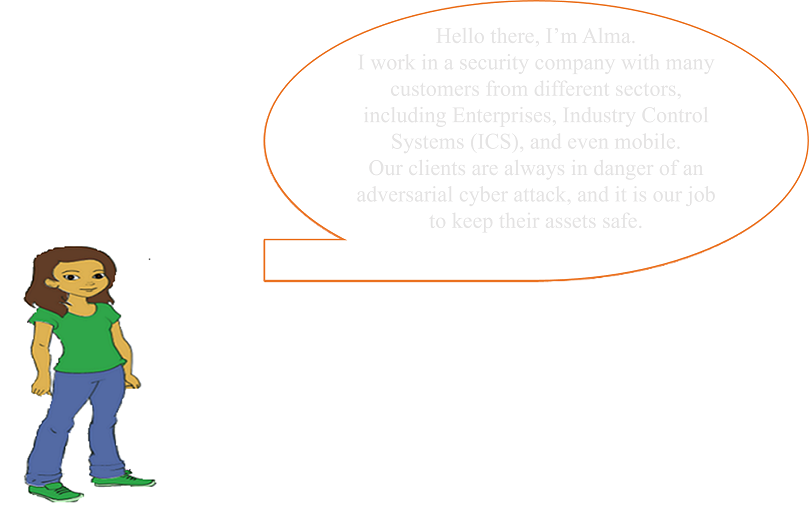 Hello there, I’m Alma.
I work in a security company with many
customers from different sectors,
including Enterprises, Industry Control
Systems (ICS), and even mobile.
Our clients are always in danger of an
adversarial cyber attack, and it is our job
to keep their assets safe.